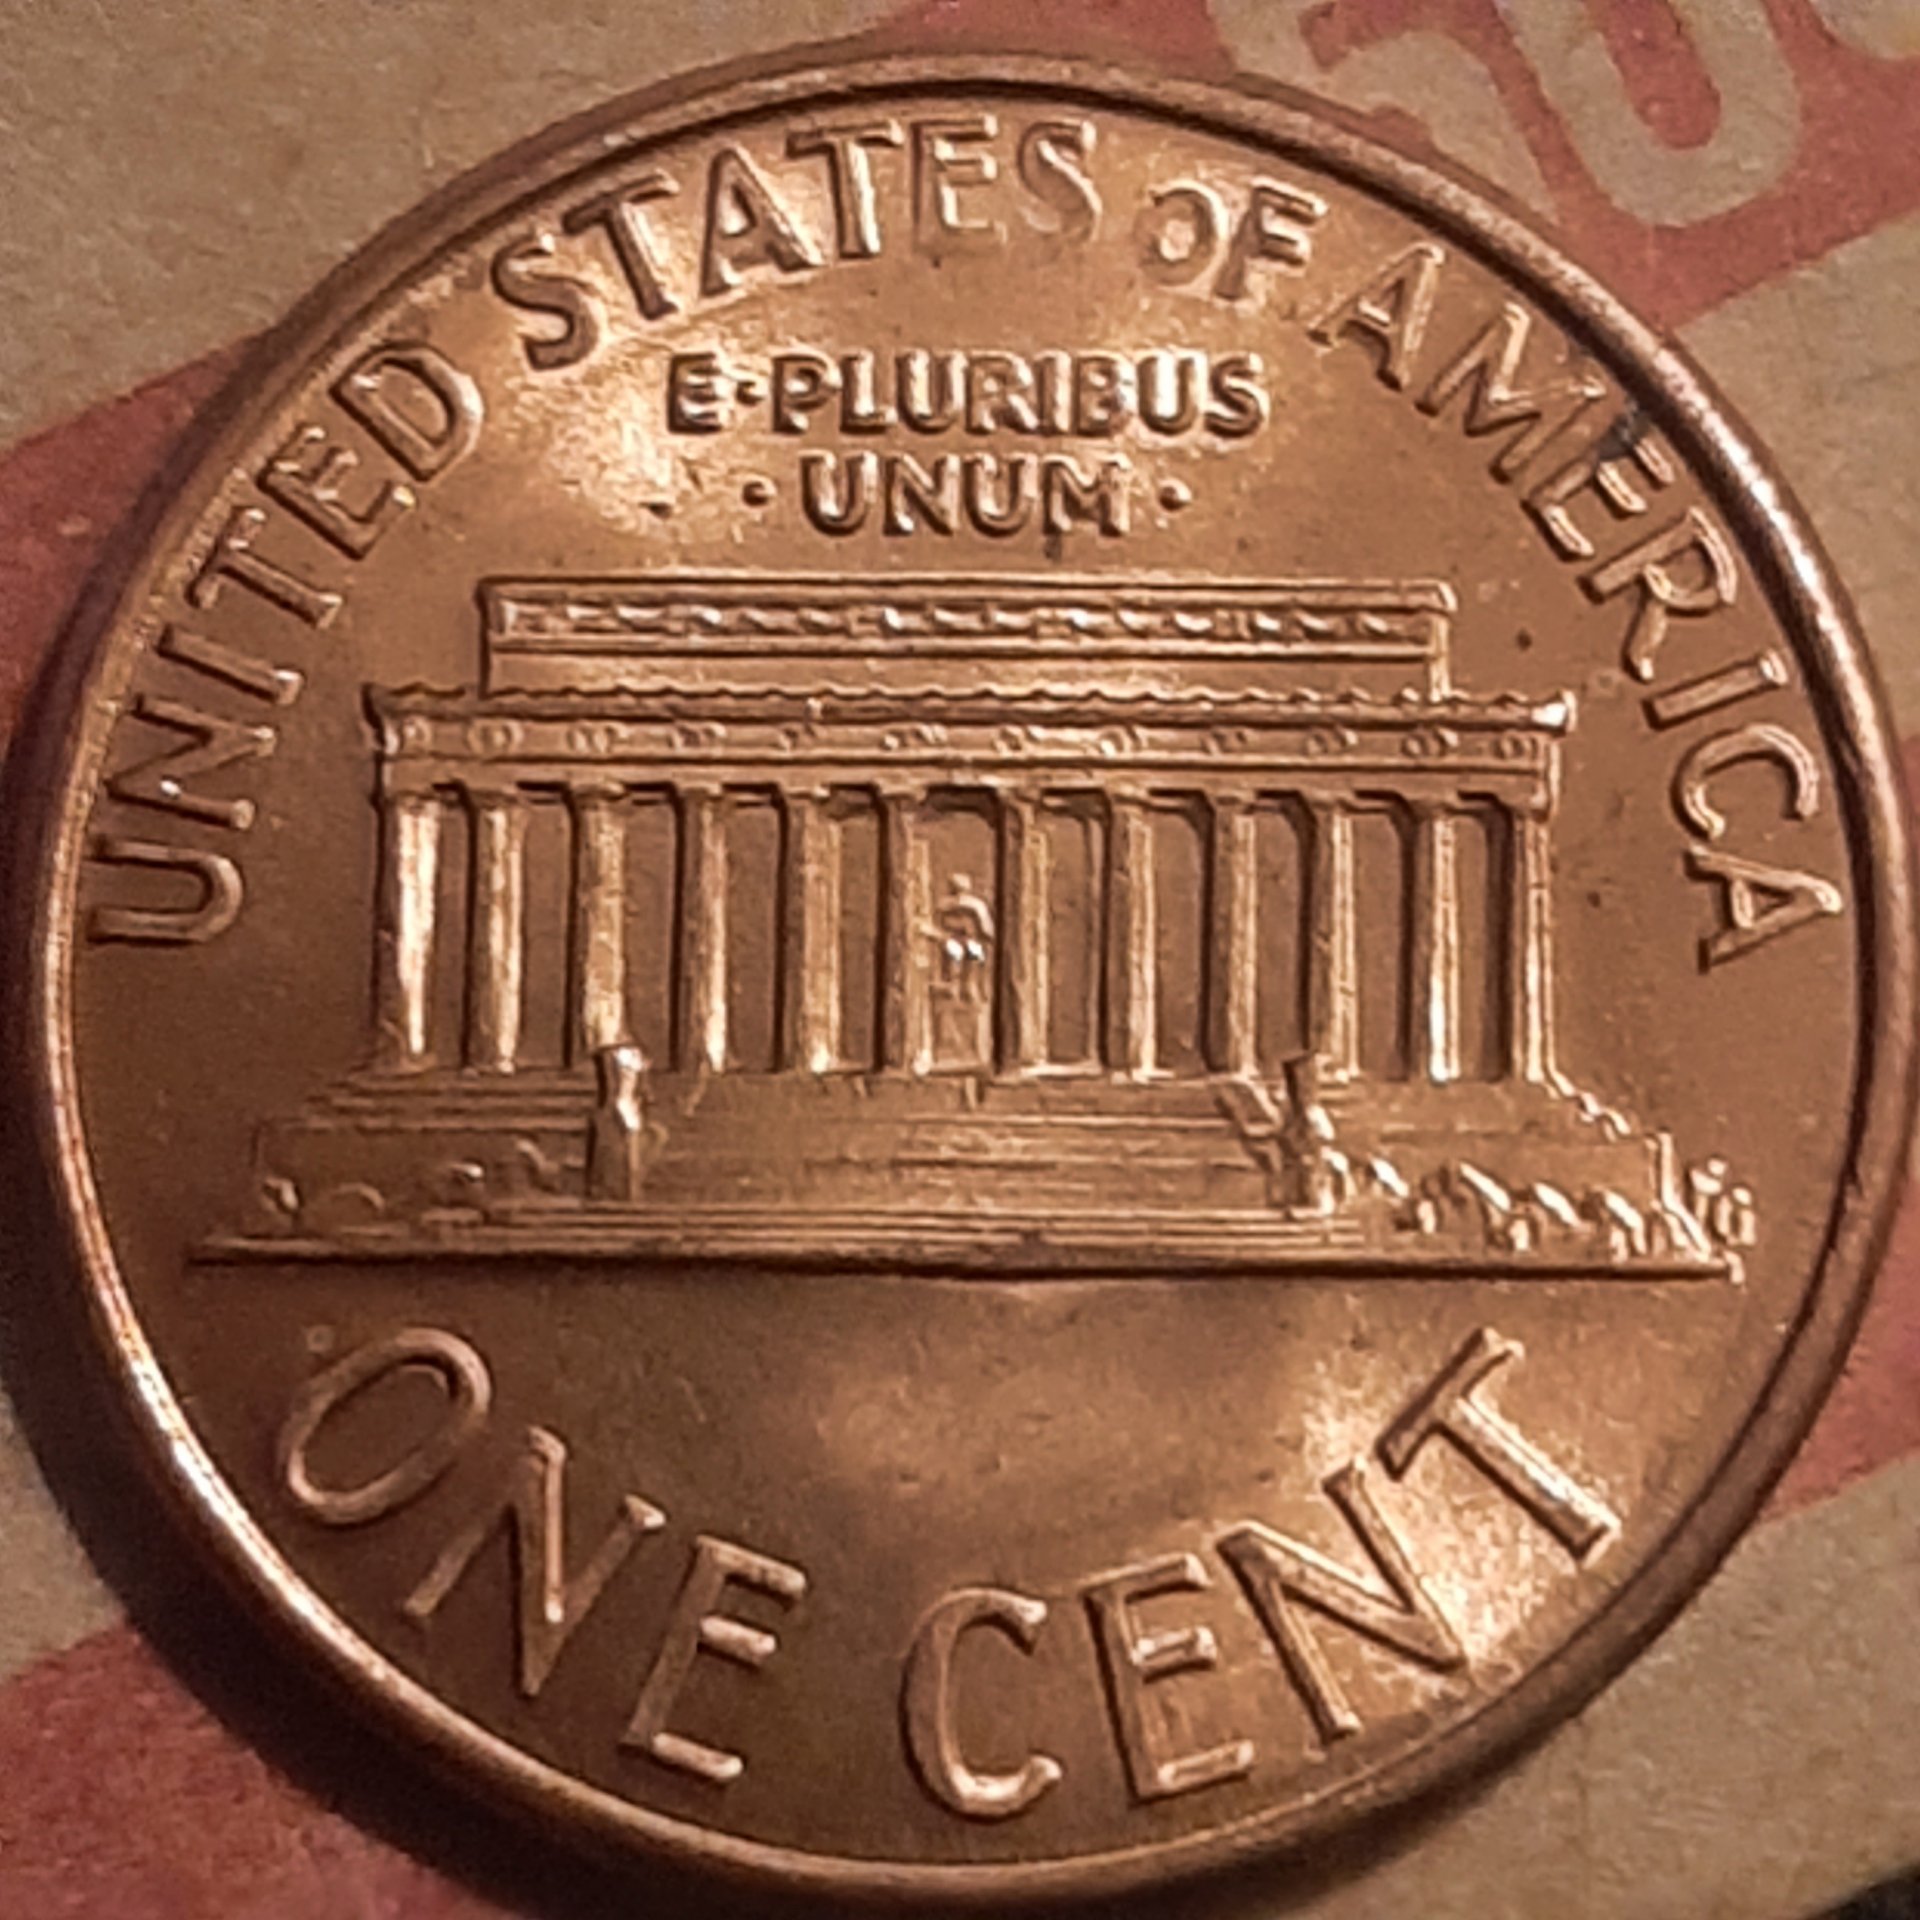 UNITED STATES OF AMERICA
E·PLURIBUS
·UNUM·
ONE CENT